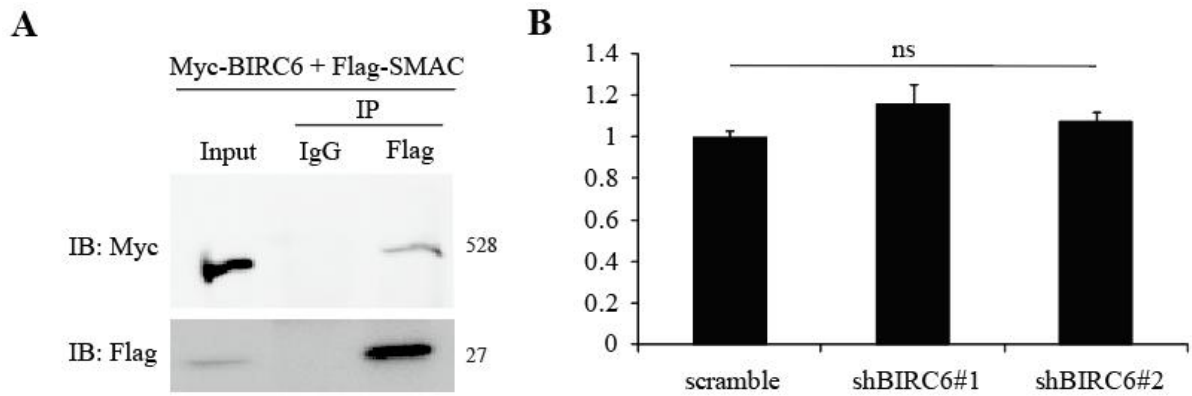 A
Myc-BIRC6 + Flag-SMAC
IP
Input IgG Flag
IB: Myc 528
IB: Flag 27
B
ns
1.4
1.2
1
0.8
0.6
0.4
0.2
0
scramble shBIRC6#1 shBIRC6#2